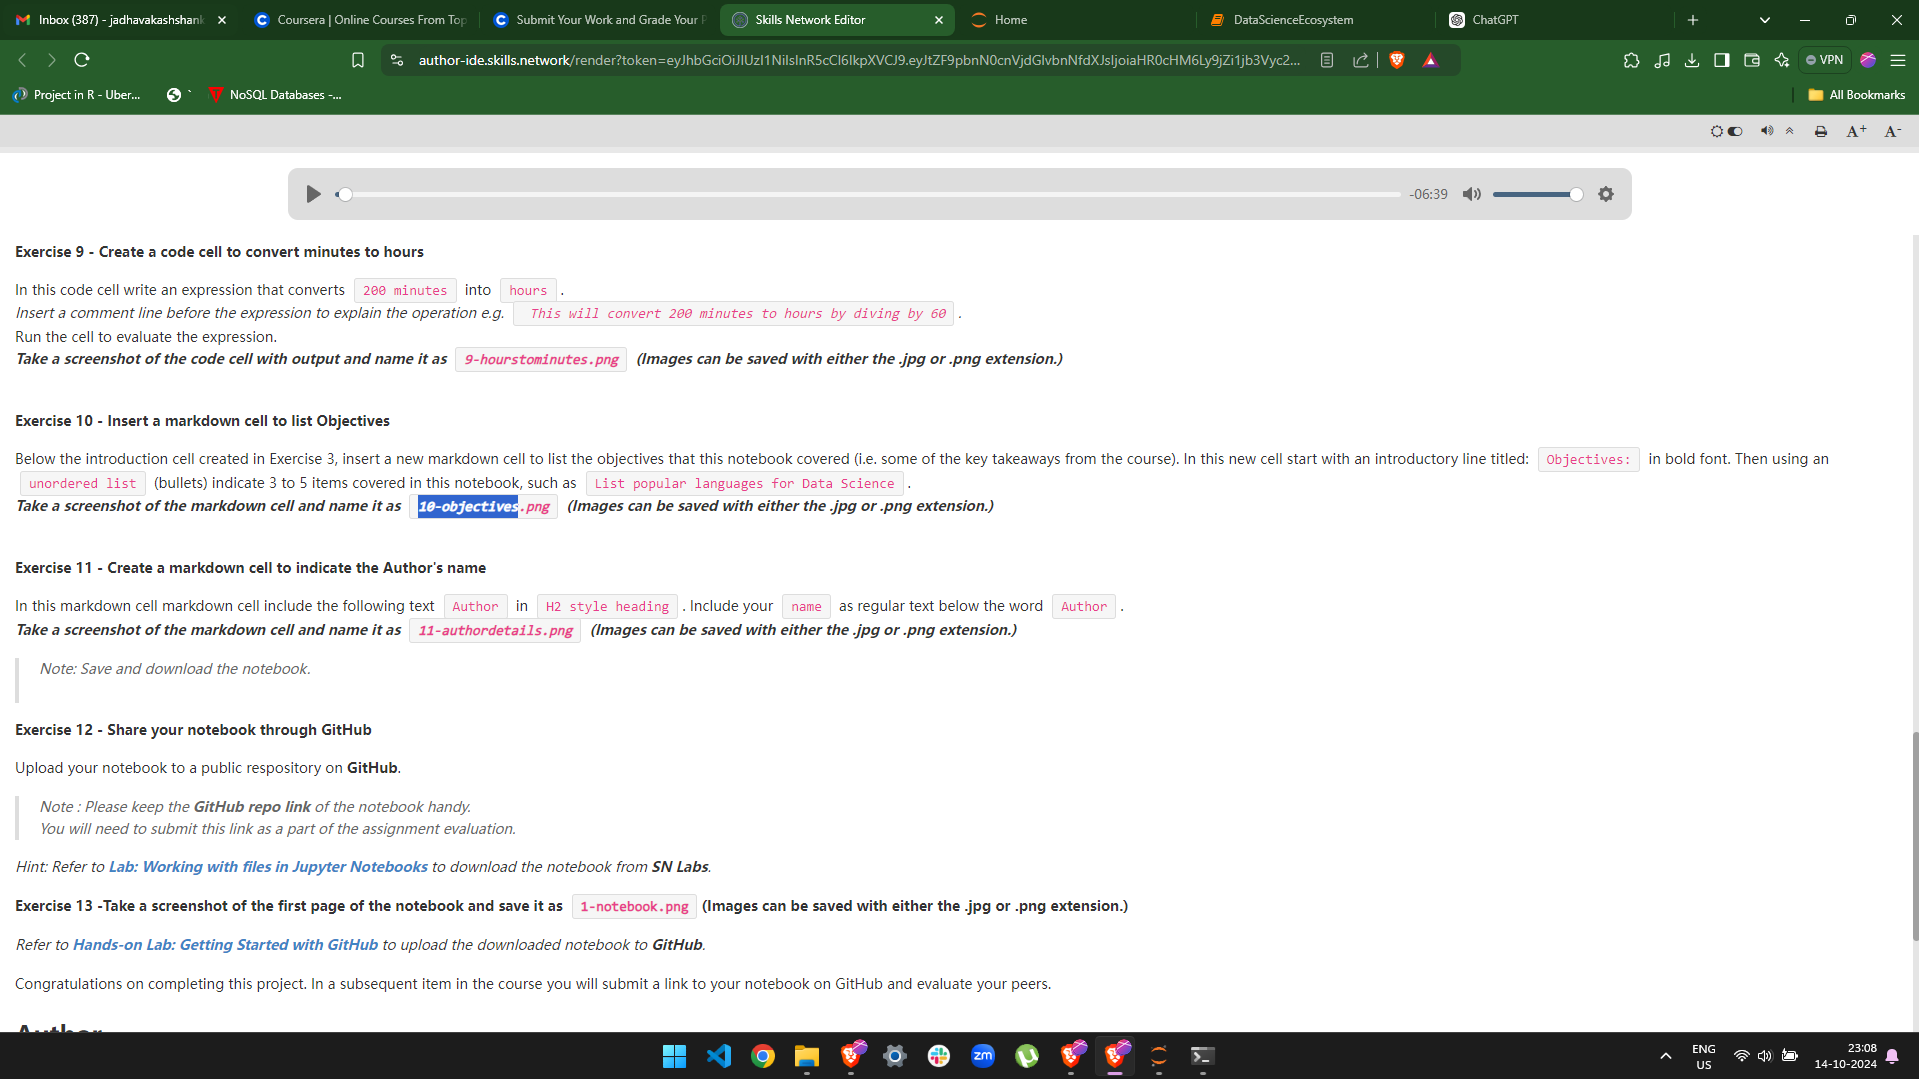 Inbox (387) - jadhavakashshank
Coursera | Online Courses From Top
Submit Your Work and Grade Your P
Skills Network Editor
Home
DataScienceEcosystem
ChatGPT
author-ide.skills.network/render?token=eyJhbGciOiJIUzI1NiIsInR5cCI6IkpXVCJ9.eyJtZF9pbnN0cnVjdGlvbnNfdXJsIjoiaHR0cHM6Ly9jZi1jb3Vyc2...
VPN
Project in R - Uber...
NoSQL Databases -...
All Bookmarks
A+ A-
-06:39
Exercise 9 - Create a code cell to convert minutes to hours
In this code cell write an expression that converts 200 minutes into hours .
Insert a comment line before the expression to explain the operation e.g. This will convert 200 minutes to hours by diving by 60 .
Run the cell to evaluate the expression.
Take a screenshot of the code cell with output and name it as 9-hourstominutes.png (Images can be saved with either the .jpg or .png extension.)
Exercise 10 - Insert a markdown cell to list Objectives
Below the introduction cell created in Exercise 3, insert a new markdown cell to list the objectives that this notebook covered (i.e. some of the key takeaways from the course). In this new cell start with an introductory line titled: Objectives: in bold font. Then using an
unordered list (bullets) indicate 3 to 5 items covered in this notebook, such as List popular languages for Data Science .
Take a screenshot of the markdown cell and name it as 10-objectives.png (Images can be saved with either the .jpg or .png extension.)
Exercise 11 - Create a markdown cell to indicate the Author's name
In this markdown cell markdown cell include the following text Author in H2 style heading . Include your name as regular text below the word Author .
Take a screenshot of the markdown cell and name it as 11-authordetails.png (Images can be saved with either the .jpg or .png extension.)
Note: Save and download the notebook.
Exercise 12 - Share your notebook through GitHub
Upload your notebook to a public respository on GitHub.
Note : Please keep the GitHub repo link of the notebook handy.
You will need to submit this link as a part of the assignment evaluation.
Hint: Refer to Lab: Working with files in Jupyter Notebooks to download the notebook from SN Labs.
Exercise 13 -Take a screenshot of the first page of the notebook and save it as 1-notebook.png (Images can be saved with either the .jpg or .png extension.)
Refer to Hands-on Lab: Getting Started with GitHub to upload the downloaded notebook to GitHub.
Congratulations on completing this project. In a subsequent item in the course you will submit a link to your notebook on GitHub and evaluate your peers.
Author
zm
ENG
US
23:08
14-10-2024